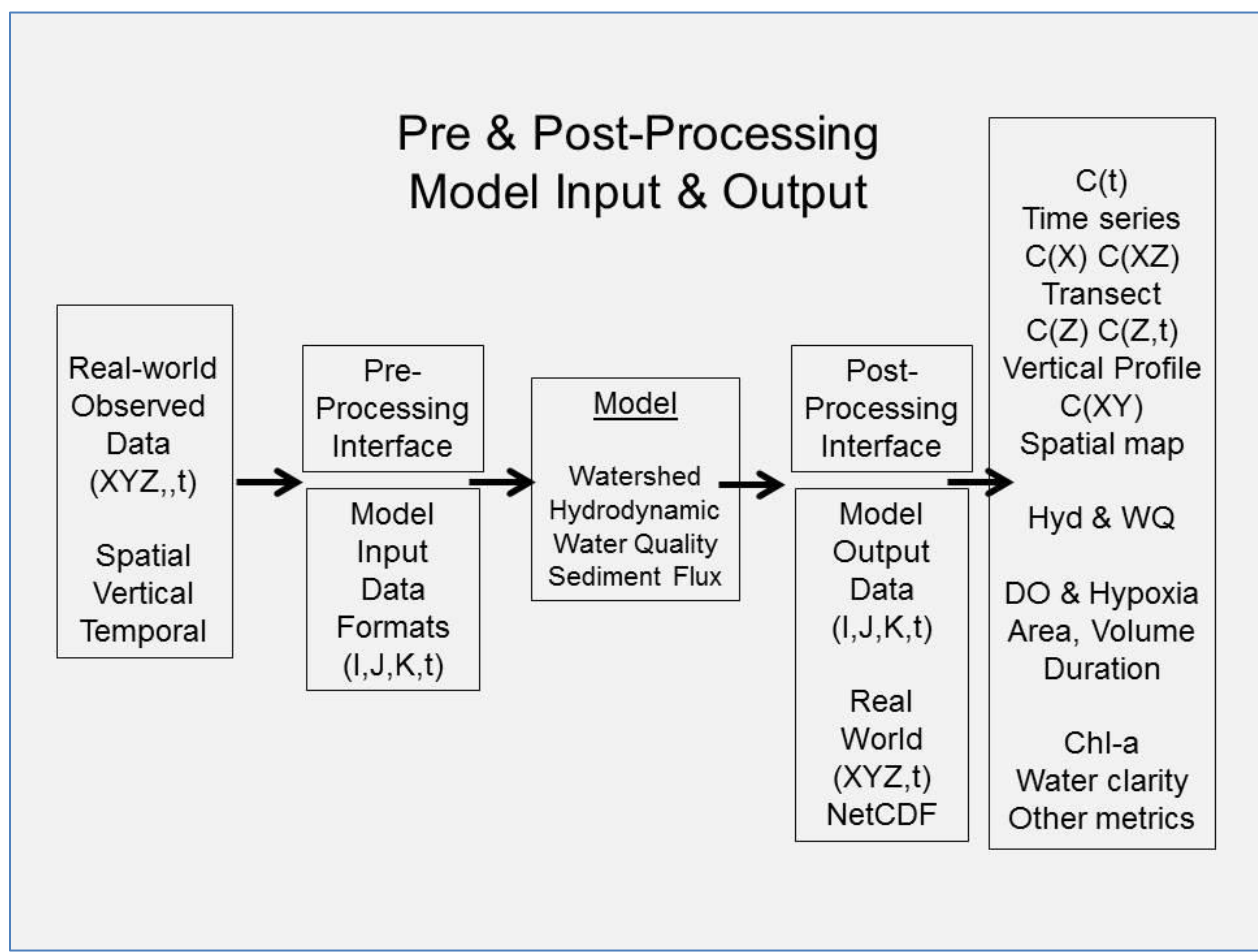 Pre & Post-Processing
Model Input & Output
Real-world
Observed
Data
(XYZ,,t)
Spatial
Vertical
Temporal
Pre-
Processing
Interface
Model
Input
Data
Formats
(I,J,K,t)
Model
Watershed
Hydrodynamic
Water Quality
Sediment Flux
Post-
Processing
Interface
Model
Output
Data
(I,J,K,t)
Real
World
(XYZ,t)
NetCDF
C(t)
Time series
C(X) C(XZ)
Transect
C(Z) C(Z,t)
Vertical Profile
C(XY)
Spatial map
Hyd & WQ
DO & Hypoxia
Area, Volume
Duration
Chl-a
Water clarity
Other metrics